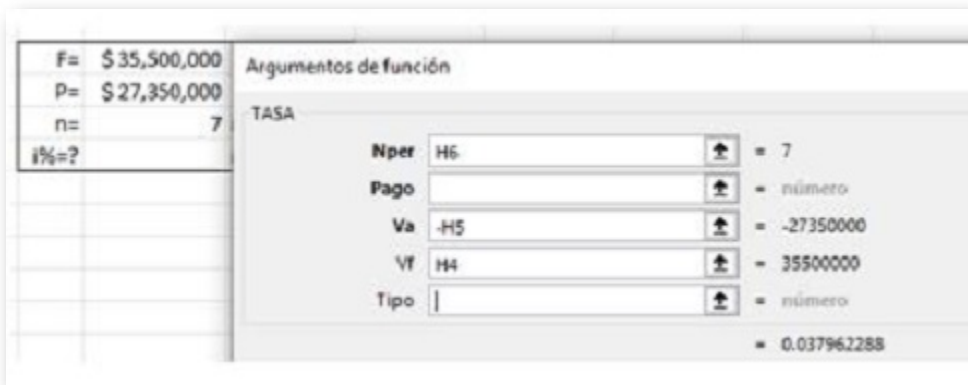 F= $ 35,500,000
P= $ 27,350,000
n= 7
i%=?
Argumentos de función
TASA
Nper H6 = 7
Pago = número
Va -H5 = -27350000
Vf H4 = 35500000
Tipo = número
= 0.037962288